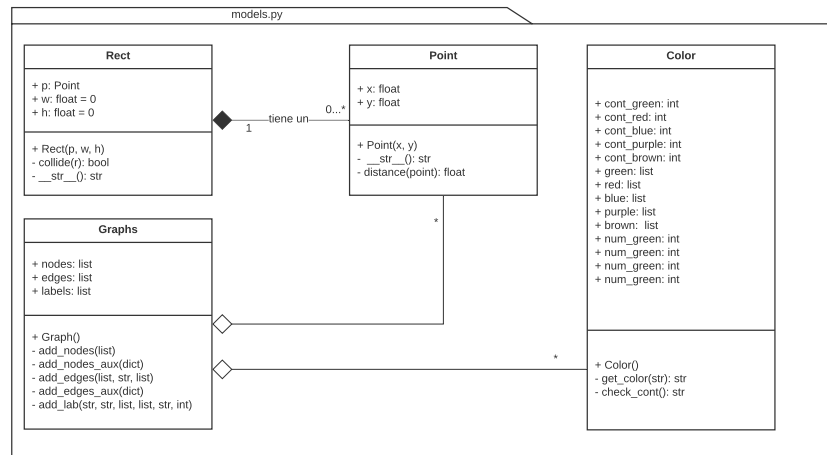 models.py
Rect
+ p: Point
+ w: float = 0
+ h: float = 0
+ Rect(p, w, h)
- collide(r): bool
- __str__(): str
1
tiene un
0...*
Point
+ x: float
+ y: float
+ Point(x, y)
- __str__(): str
- distance(point): float
*
Color
+ cont_green: int
+ cont_red: int
+ cont_blue: int
+ cont_purple: int
+ cont_brown: int
+ green: list
+ red: list
+ blue: list
+ purple: list
+ brown: list
+ num_green: int
+ num_green: int
+ num_green: int
+ num_green: int
+ Color()
- get_color(str): str
- check_cont(): str
Graphs
+ nodes: list
+ edges: list
+ labels: list
+ Graph()
- add_nodes(list)
- add_nodes_aux(dict)
- add_edges(list, str, list)
- add_edges_aux(dict)
- add_lab(str, str, list, list, str, int)
*